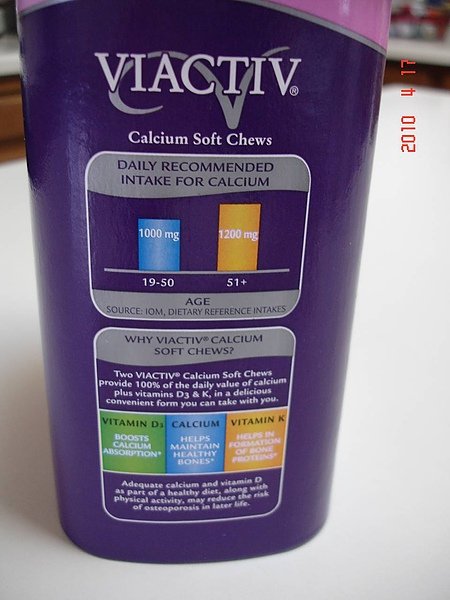 VIACTIV®
Calcium Soft Chews
DAILY RECOMMENDED
INTAKE FOR CALCIUM
1000 mg
1200 mg
19-50
51+
AGE
SOURCE: IOM, DIETARY REFERENCE INTAKES
WHY VIACTIV® CALCIUM
SOFT CHEWS?
Two VIACTIV® Calcium Soft Chews
provide 100% of the daily value of calcium
plus vitamins D3 & K, in a delicious
convenient form you can take with you.
VITAMIN D3
BOOSTS
CALCIUM
ABSORPTION*
CALCIUM
HELPS
MAINTAIN
HEALTHY
BONES*
VITAMIN K
HELPS IN
FORMATION
OF BONE
PROTEINS*
Adequate calcium and vitamin D
as part of a healthy diet, along with
physical activity, may reduce the risk
of osteoporosis in later life.
2010 4 17